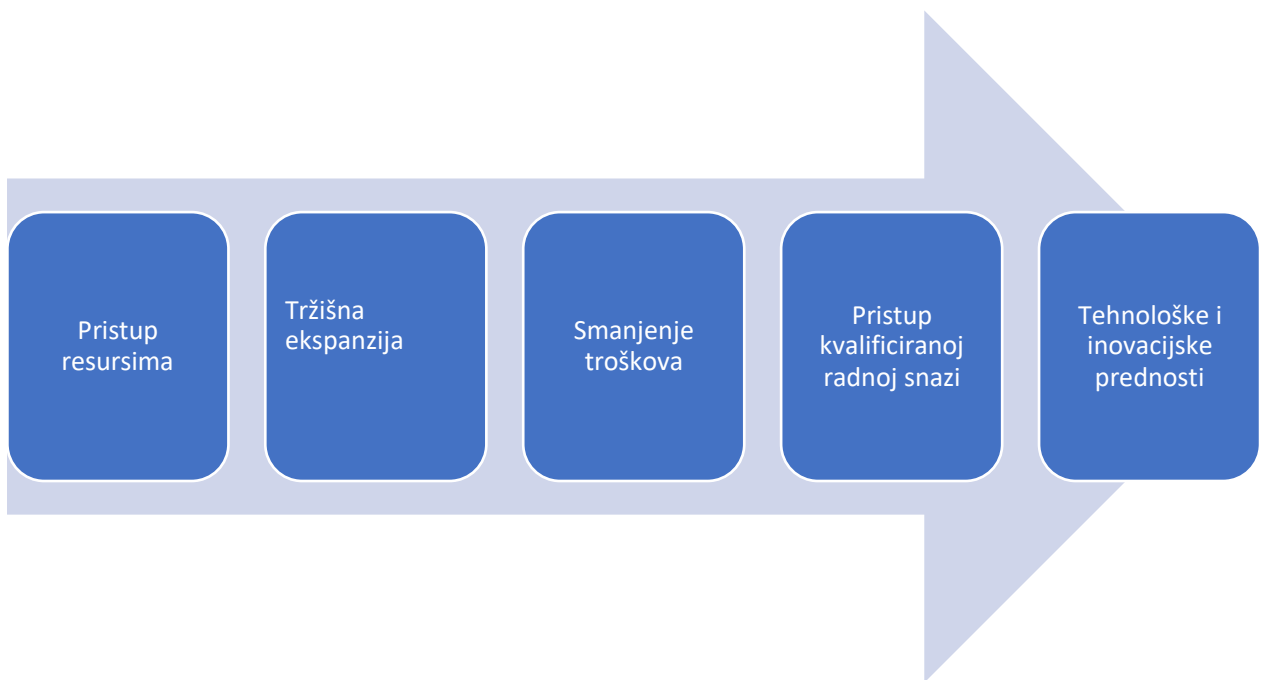 Pristup
resursima
Tržišna
ekspanzija
Smanjenje
troškova
Pristup
kvalificiranoj
radnoj snazi
Tehnološke i
inovacijske
prednosti